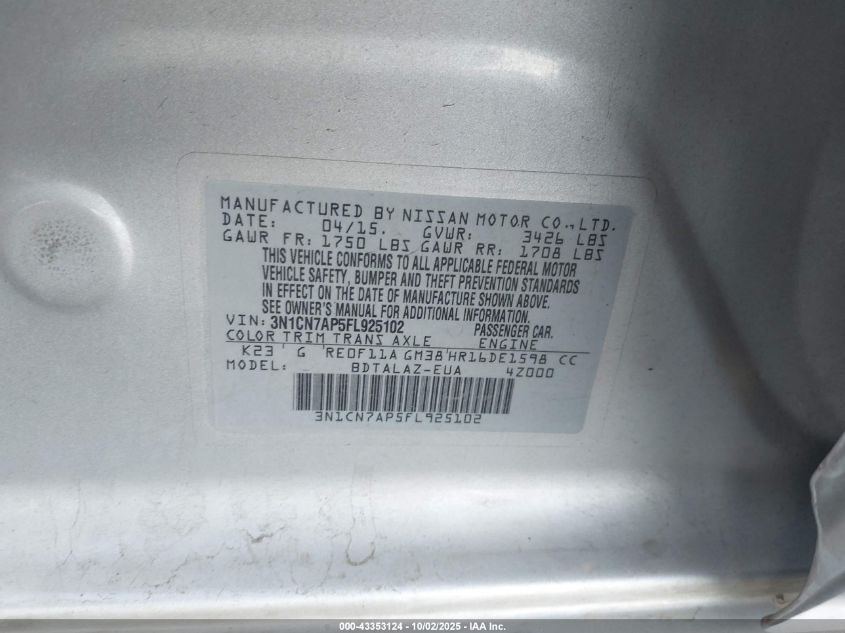 MANUFACTURED BY NISSAN MOTOR CO., LTD.
DATE: 04/15. GVWR: 3426 LBS
GAWR FR: 1750 LBS GAWR RR: 1708 LBS
THIS VEHICLE CONFORMS TO ALL APPLICABLE FEDERAL MOTOR
VEHICLE SAFETY, BUMPER AND THEFT PREVENTION STANDARDS
IN EFFECT ON THE DATE OF MANUFACTURE SHOWN ABOVE.
SEE OWNER'S MANUAL FOR ADDITIONAL INFORMATION.
VIN: 3N1CN7AP5FL925102 PASSENGER CAR.
COLOR TRIM TRANS AXLE ENGINE
K23 G RE0F11A GM38 HR16DE1598 CC
MODEL: BDTALAZ-EUA 4Z000
3N1CN7AP5FL925102
000-43353124 - 10/02/2025 - IAA Inc.